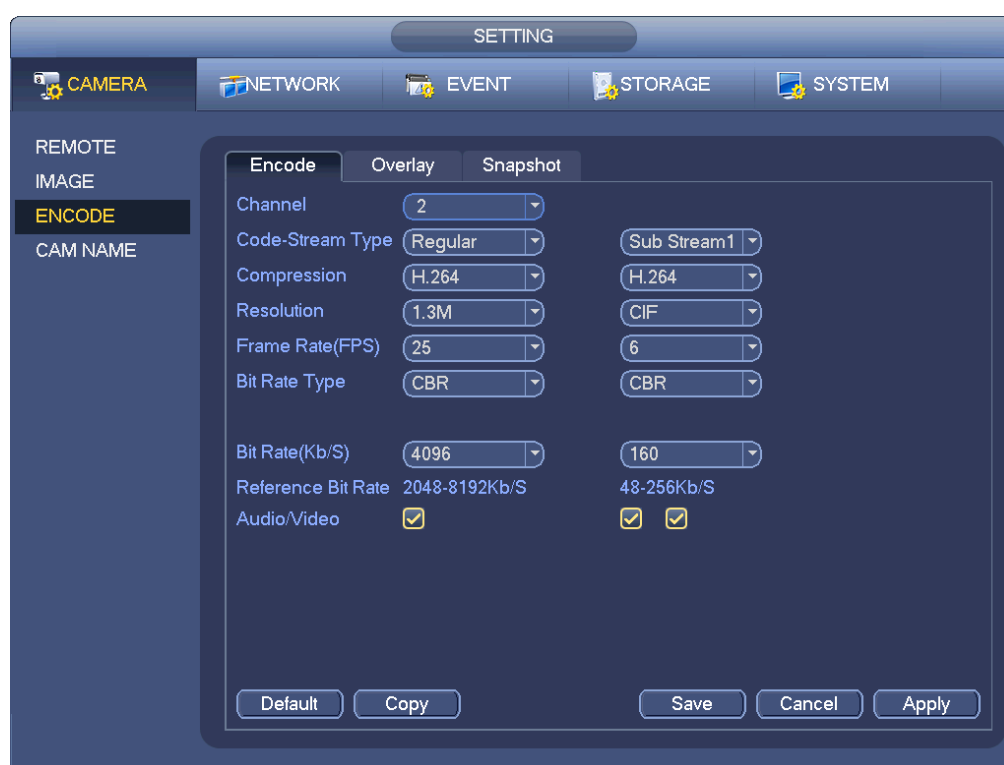 SETTING
CAMERA NETWORK EVENT STORAGE SYSTEM
REMOTE
IMAGE
ENCODE
CAM NAME
Encode Overlay Snapshot
Channel 2
Code-Stream Type Regular Sub Stream1
Compression H.264 H.264
Resolution 1.3M CIF
Frame Rate(FPS) 25 6
Bit Rate Type CBR CBR
Bit Rate(Kb/S) 4096 160
Reference Bit Rate 2048-8192Kb/S 48-256Kb/S
Audio/Video
Default Copy Save Cancel Apply